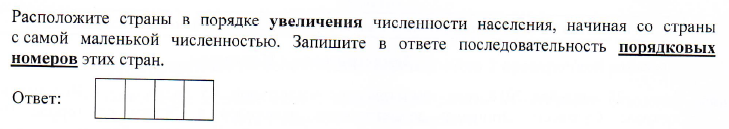 Расположите страны в порядке увеличения численности населения, начиная со страны
с самой маленькой численностью. Запишите в ответе последовательность порядковых
номеров этих стран.
Ответ: